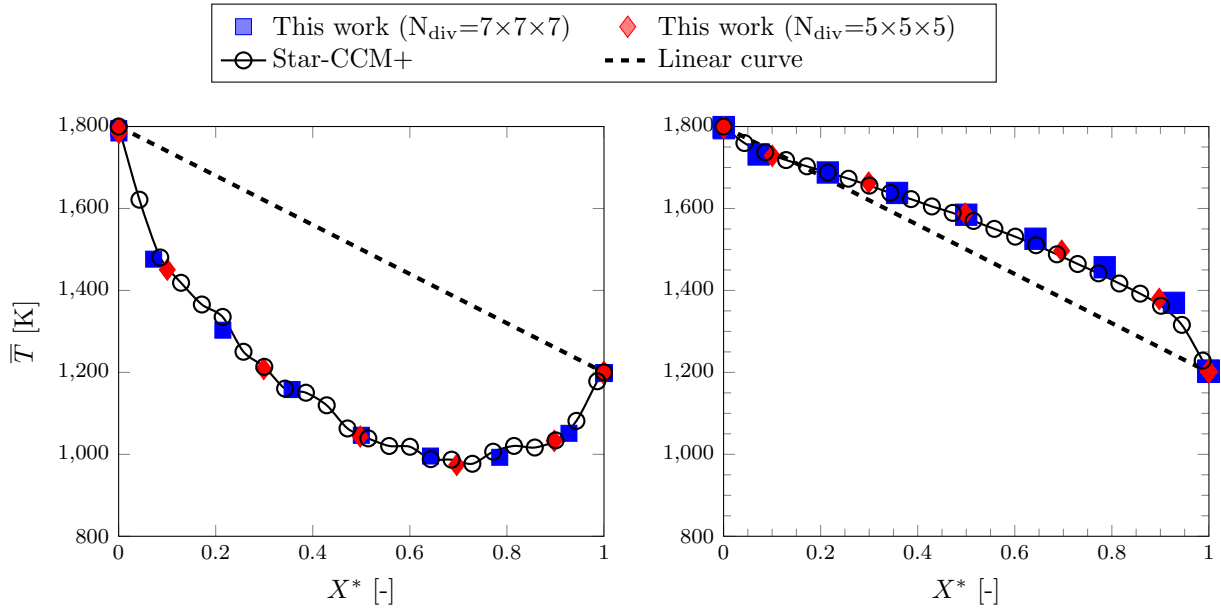 This work (N_div=7×7×7) This work (N_div=5×5×5)
Star-CCM+ Linear curve
1,800
1,600
1,400
1,200
1,000
800
T̅ [K]
0 0.2 0.4 0.6 0.8 1
X* [-]
1,800
1,600
1,400
1,200
1,000
800
0 0.2 0.4 0.6 0.8 1
X* [-]